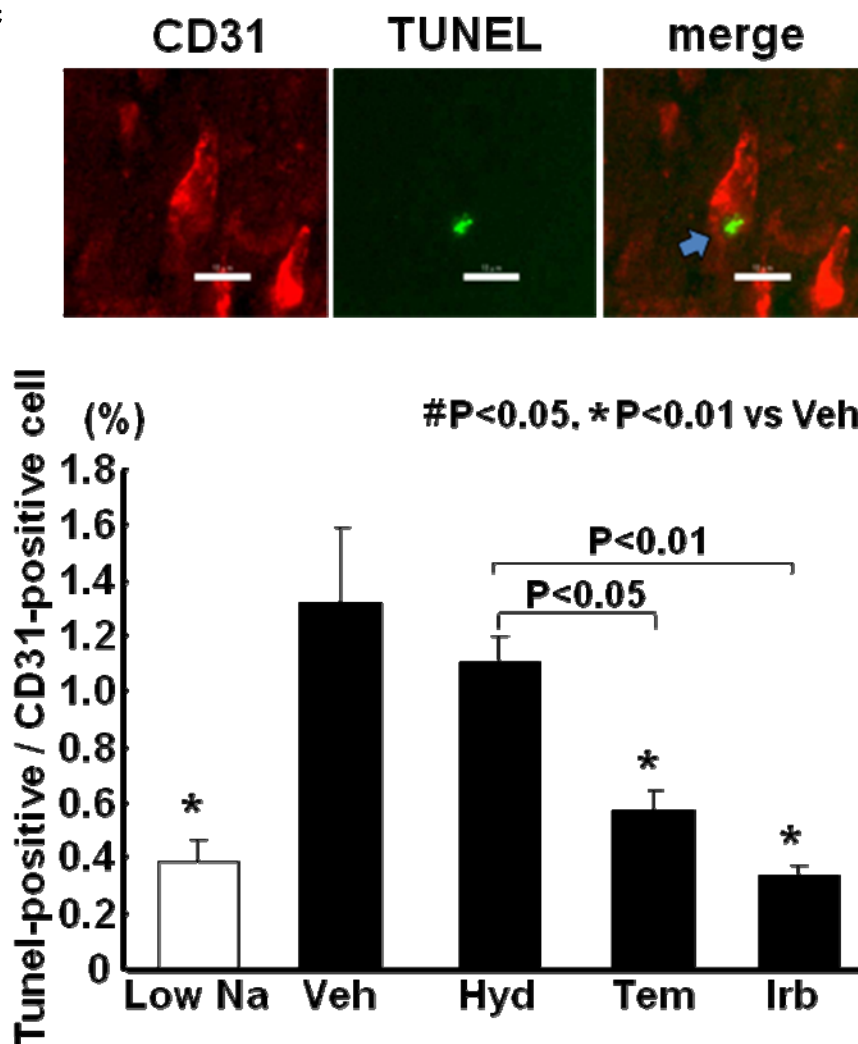 CD31 TUNEL merge
Tunel-positive / CD31-positive cell
(%)
#P<0.05. *P<0.01 vs Veh
1.8
1.6
1.4
1.2
1.0
0.8
0.6
0.4
0.2
0
P<0.01
P<0.05
*
*
*
Low Na Veh Hyd Tem Irb